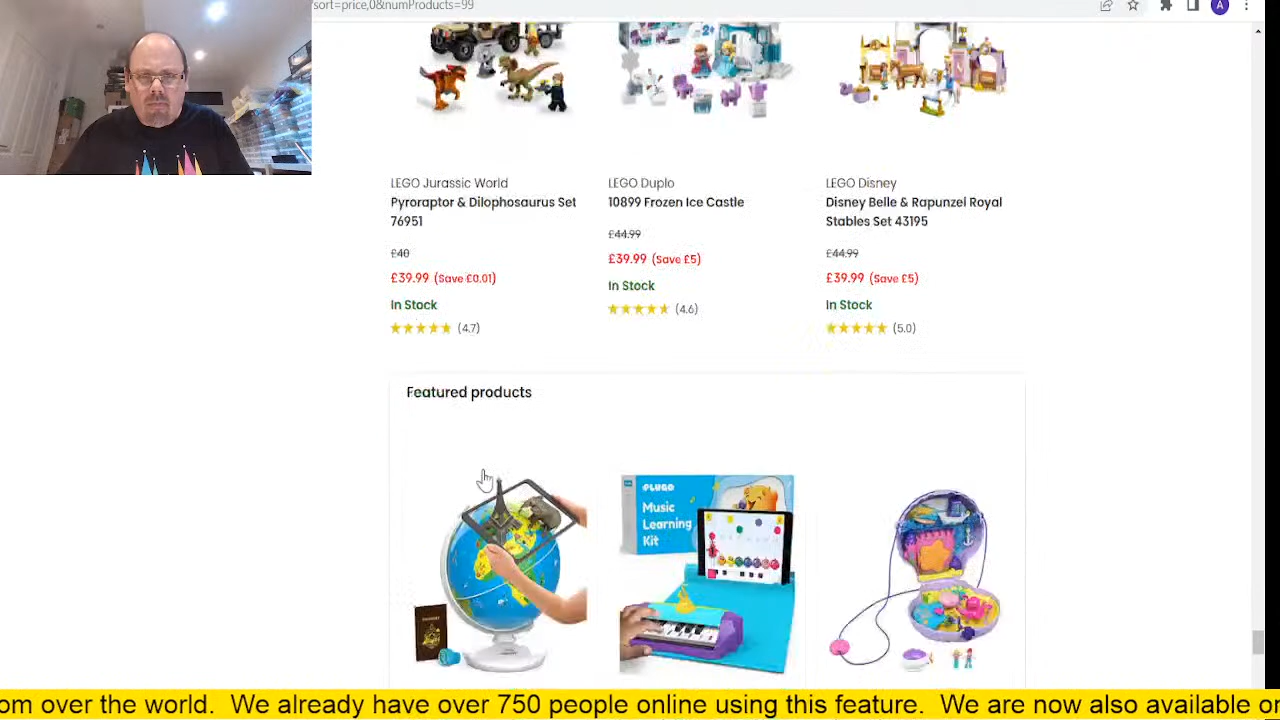 ?sort=price,0&numProducts=99
A
2+
LEGO Jurassic World
Pyroraptor & Dilophosaurus Set
76951
£40
£39.99 (Save £0.01)
In Stock
(4.7)
LEGO Duplo
10899 Frozen Ice Castle
£44.99
£39.99 (Save £5)
In Stock
(4.6)
LEGO Disney
Disney Belle & Rapunzel Royal
Stables Set 43195
£44.99
£39.99 (Save £5)
In Stock
(5.0)
Featured products
PLUGO
Music
Learning
Kit
om over the world. We already have over 750 people online using this feature. We are now also available o